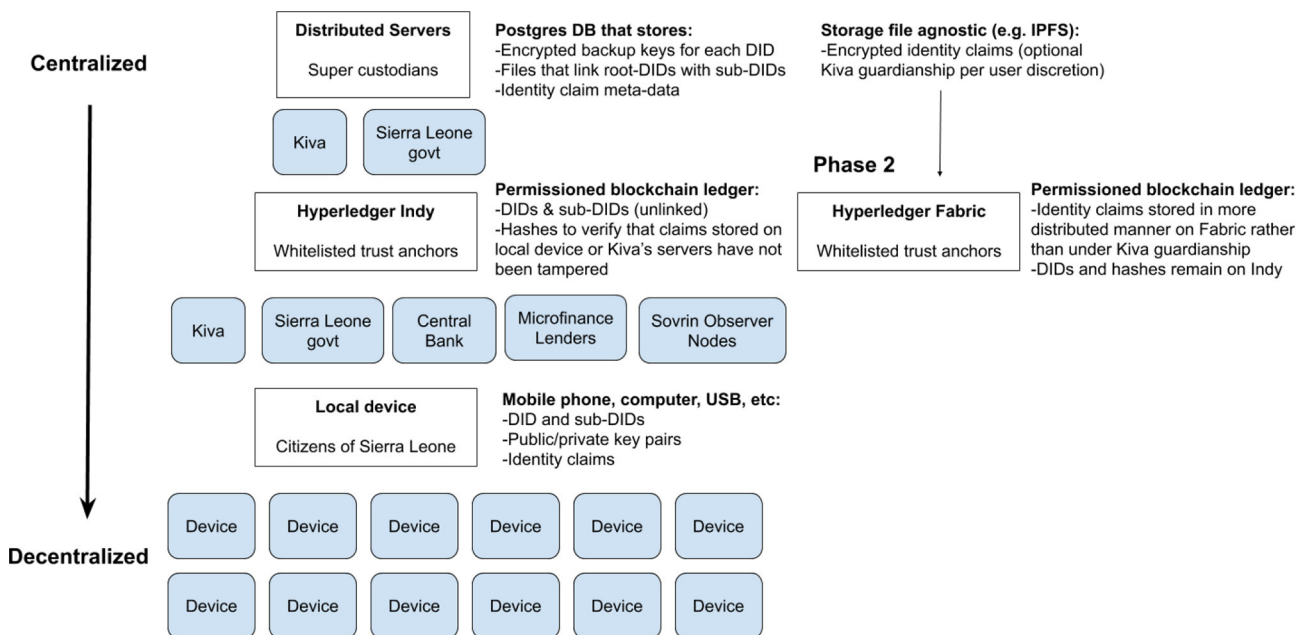 Centralized
Decentralized
Distributed Servers
Super custodians
Postgres DB that stores:
-Encrypted backup keys for each DID
-Files that link root-DIDs with sub-DIDs
-Identity claim meta-data
Storage file agnostic (e.g. IPFS):
-Encrypted identity claims (optional
Kiva guardianship per user discretion)
Kiva
Sierra Leone
govt
Phase 2
Hyperledger Indy
Whitelisted trust anchors
Permissioned blockchain ledger:
-DIDs & sub-DIDs (unlinked)
-Hashes to verify that claims stored on
local device or Kiva's servers have not
been tampered
Hyperledger Fabric
Whitelisted trust anchors
Permissioned blockchain ledger:
-Identity claims stored in more
distributed manner on Fabric rather
than under Kiva guardianship
-DIDs and hashes remain on Indy
Kiva
Sierra Leone
govt
Central
Bank
Microfinance
Lenders
Sovrin Observer
Nodes
Local device
Citizens of Sierra Leone
Mobile phone, computer, USB, etc:
-DID and sub-DIDs
-Public/private key pairs
-Identity claims
Device
Device
Device
Device
Device
Device
Device
Device
Device
Device
Device
Device